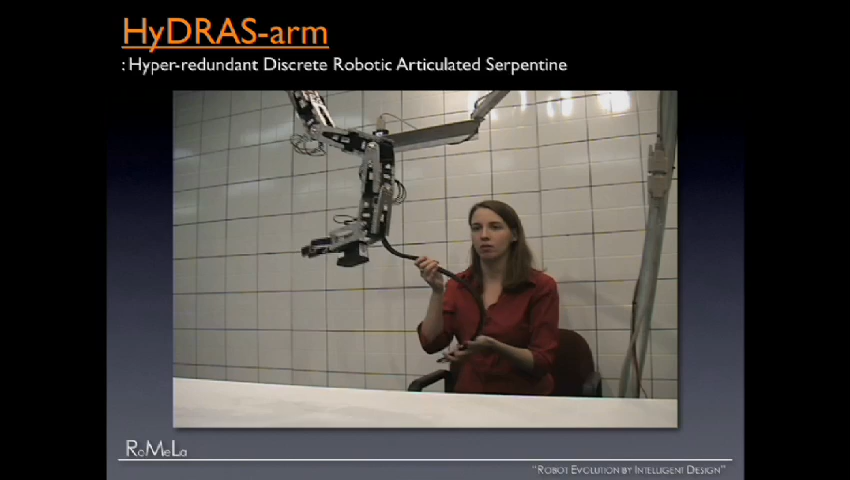 HyDRAS-arm
: Hyper-redundant Discrete Robotic Articulated Serpentine
RoMeLa
"ROBOT EVOLUTION BY INTELLIGENT DESIGN"